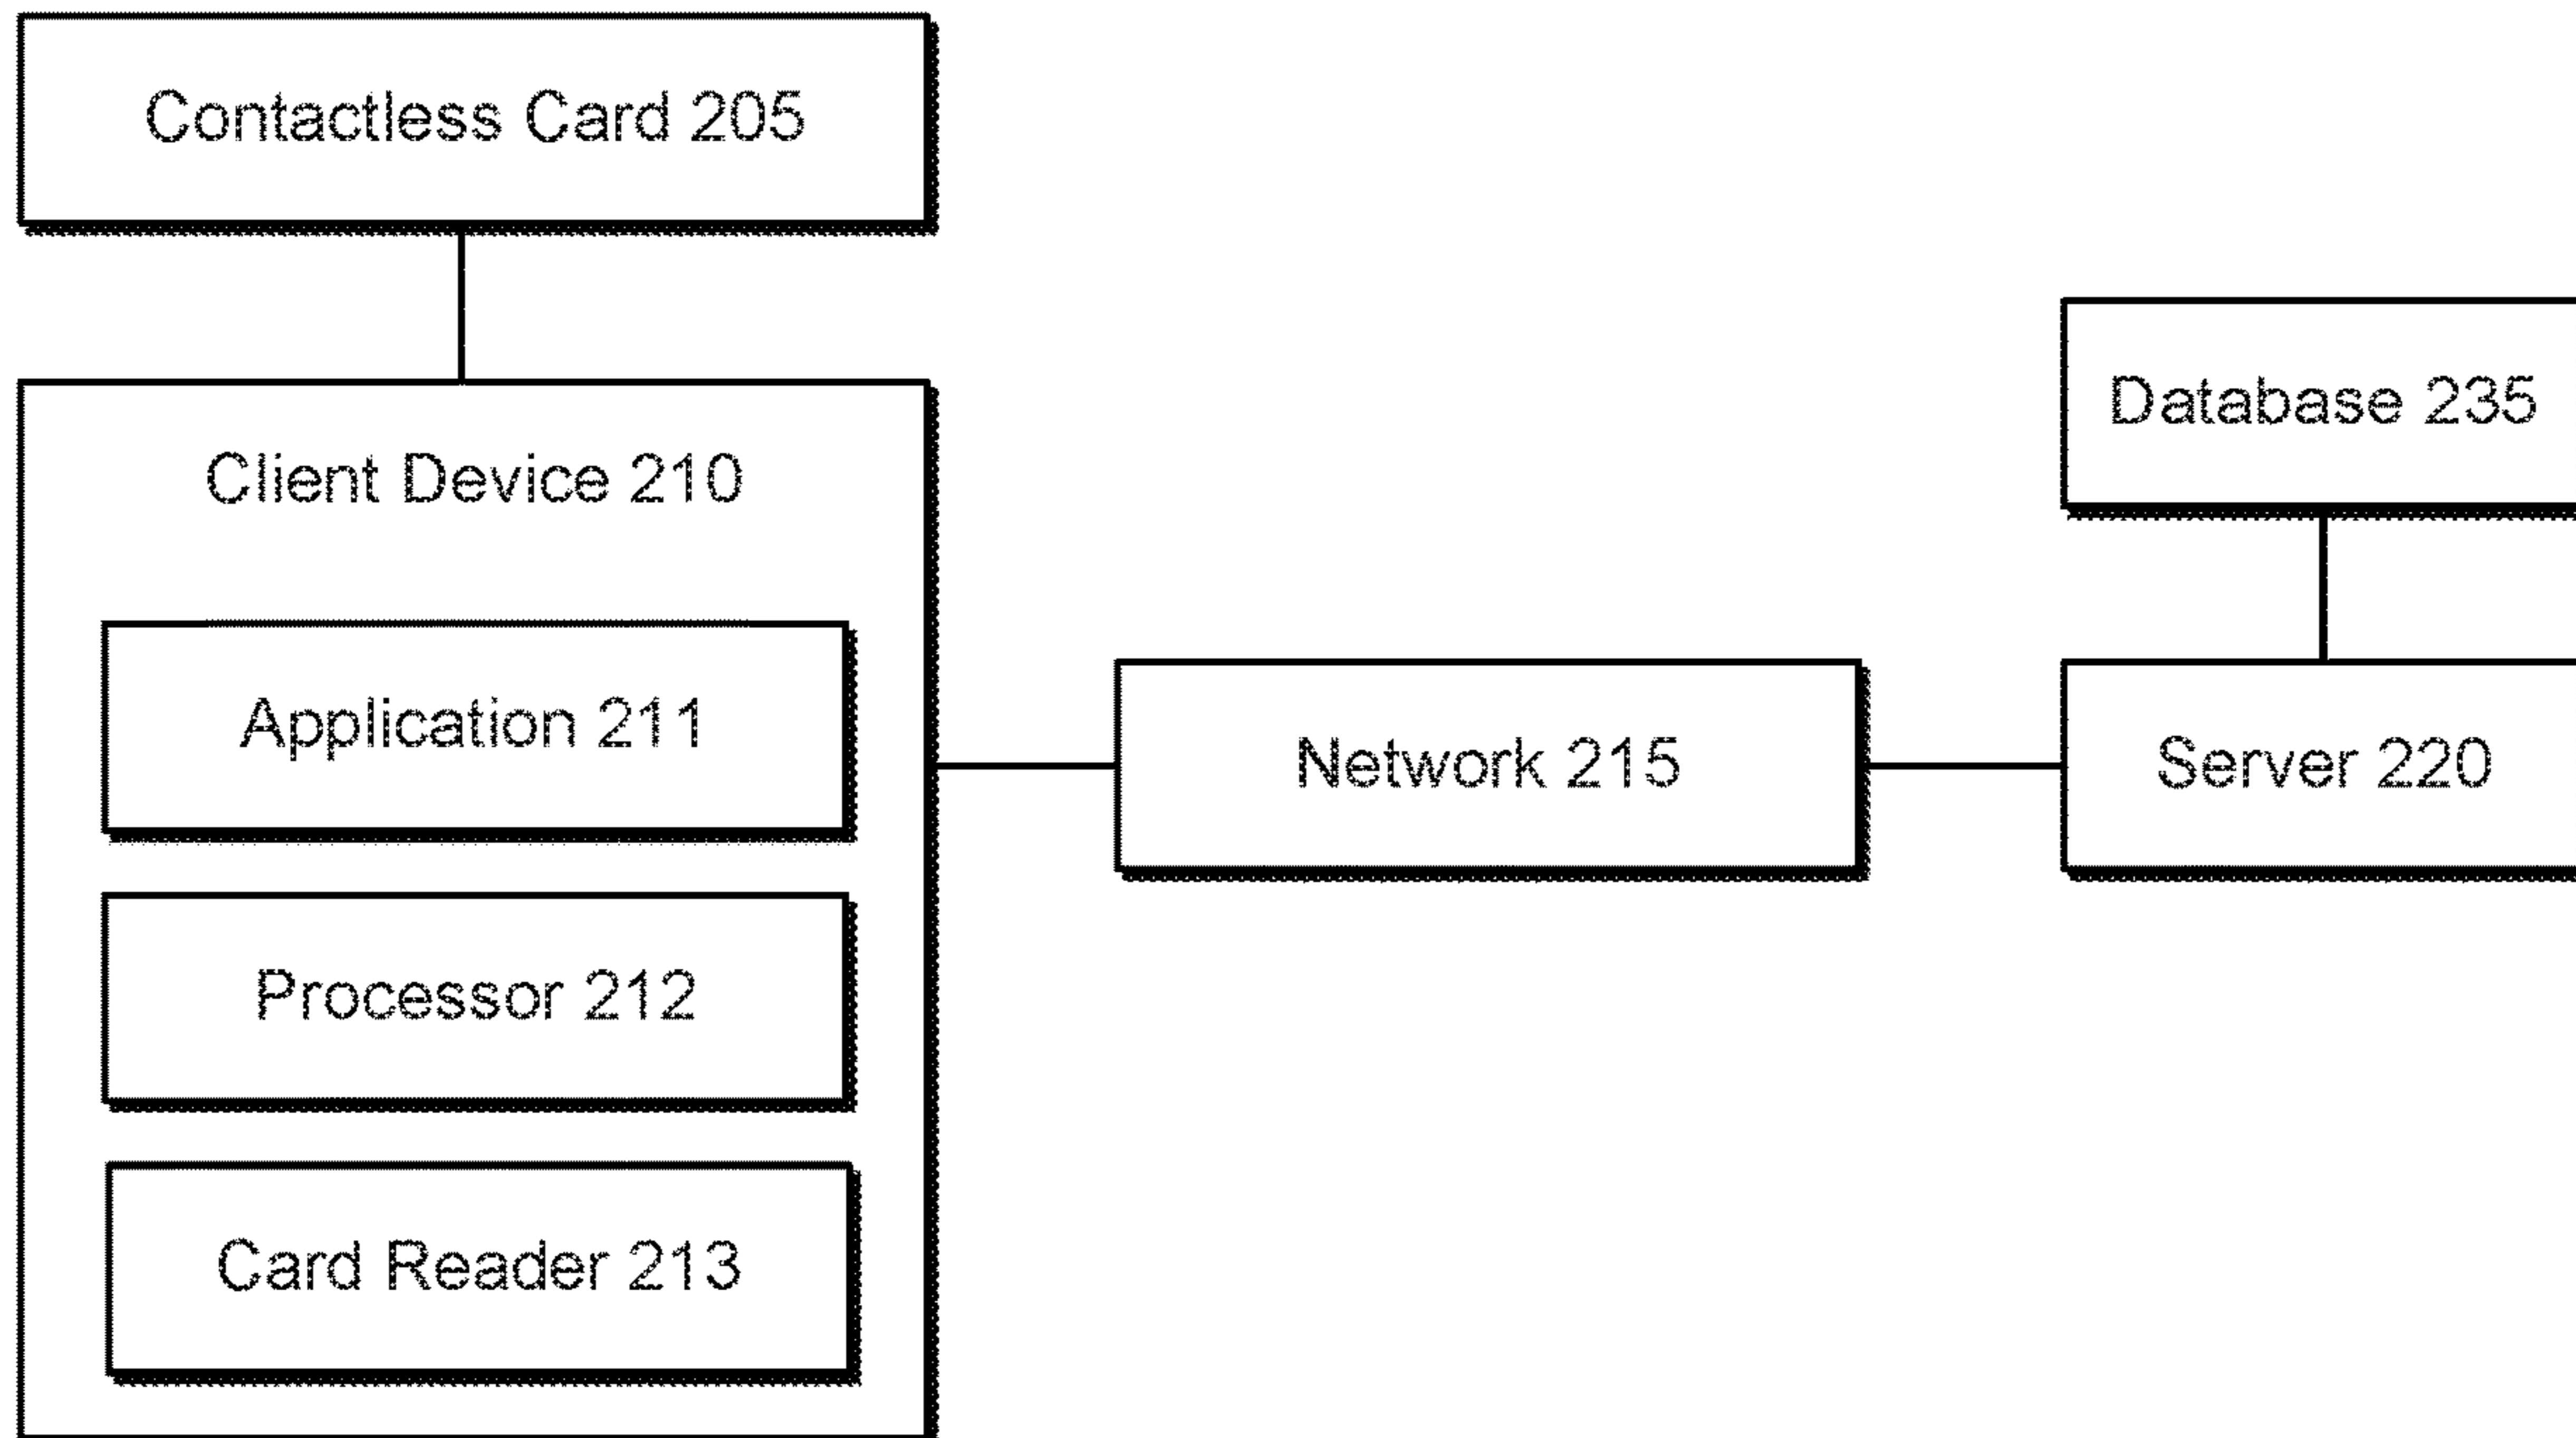 Contactless Card 205
Client Device 210
Application 211
Processor 212
Card Reader 213
Network 215
Database 235
Server 220